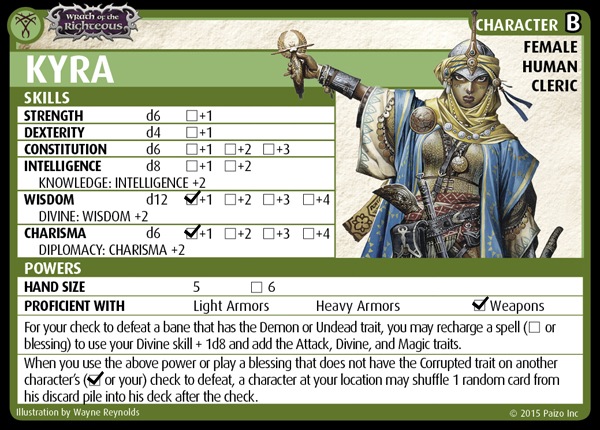 Wrath of the Righteous
CHARACTER B
KYRA
FEMALE
HUMAN
CLERIC
SKILLS
STRENGTH d6 ☐+1
DEXTERITY d4 ☐+1
CONSTITUTION d6 ☐+1 ☐+2 ☐+3
INTELLIGENCE d8 ☐+1 ☐+2
KNOWLEDGE: INTELLIGENCE +2
WISDOM d12 ☑+1 ☐+2 ☐+3 ☐+4
DIVINE: WISDOM +2
CHARISMA d6 ☑+1 ☐+2 ☐+3 ☐+4
DIPLOMACY: CHARISMA +2
POWERS
HAND SIZE 5 ☐ 6
PROFICIENT WITH Light Armors Heavy Armors ☑ Weapons
For your check to defeat a bane that has the Demon or Undead trait, you may recharge a spell (☐ or
blessing) to use your Divine skill + 1d8 and add the Attack, Divine, and Magic traits.
When you use the above power or play a blessing that does not have the Corrupted trait on another
character's (☑ or your) check to defeat, a character at your location may shuffle 1 random card from
his discard pile into his deck after the check.
Illustration by Wayne Reynolds
© 2015 Paizo Inc